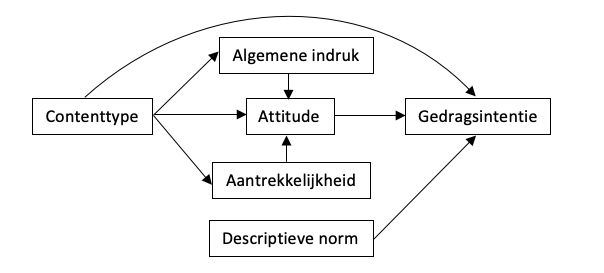 Algemene indruk
Contenttype
Attitude
Gedragsintentie
Aantrekkelijkheid
Descriptieve norm